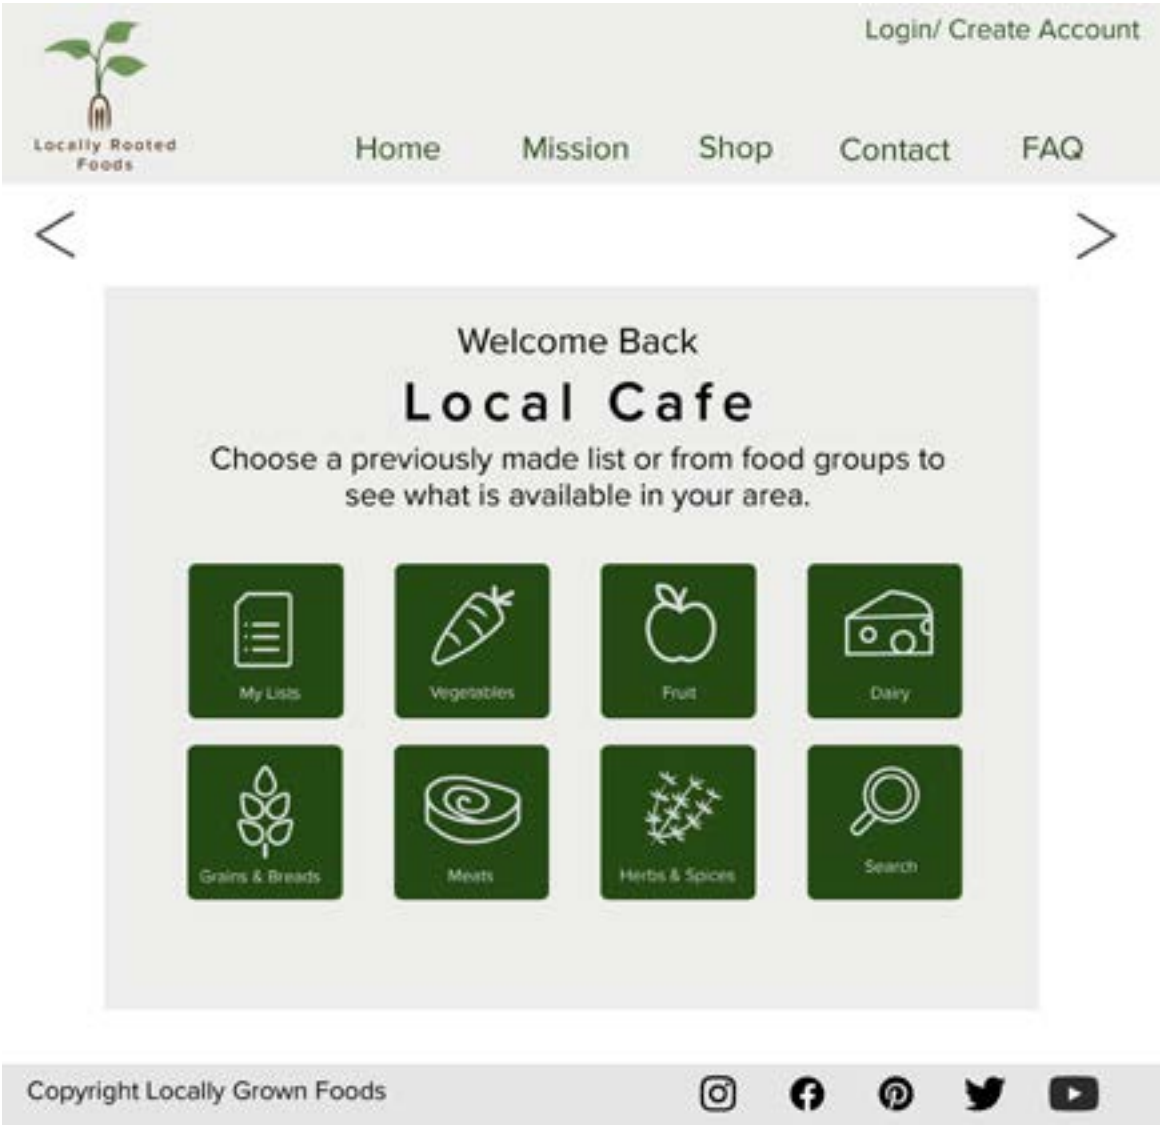 Login/ Create Account
Locally Rooted
Foods
Home Mission Shop Contact FAQ
Welcome Back
Local Cafe
Choose a previously made list or from food groups to
see what is available in your area.
My Lists Vegetables Fruit Dairy
Grains & Breads Meats Herbs & Spices Search
Copyright Locally Grown Foods